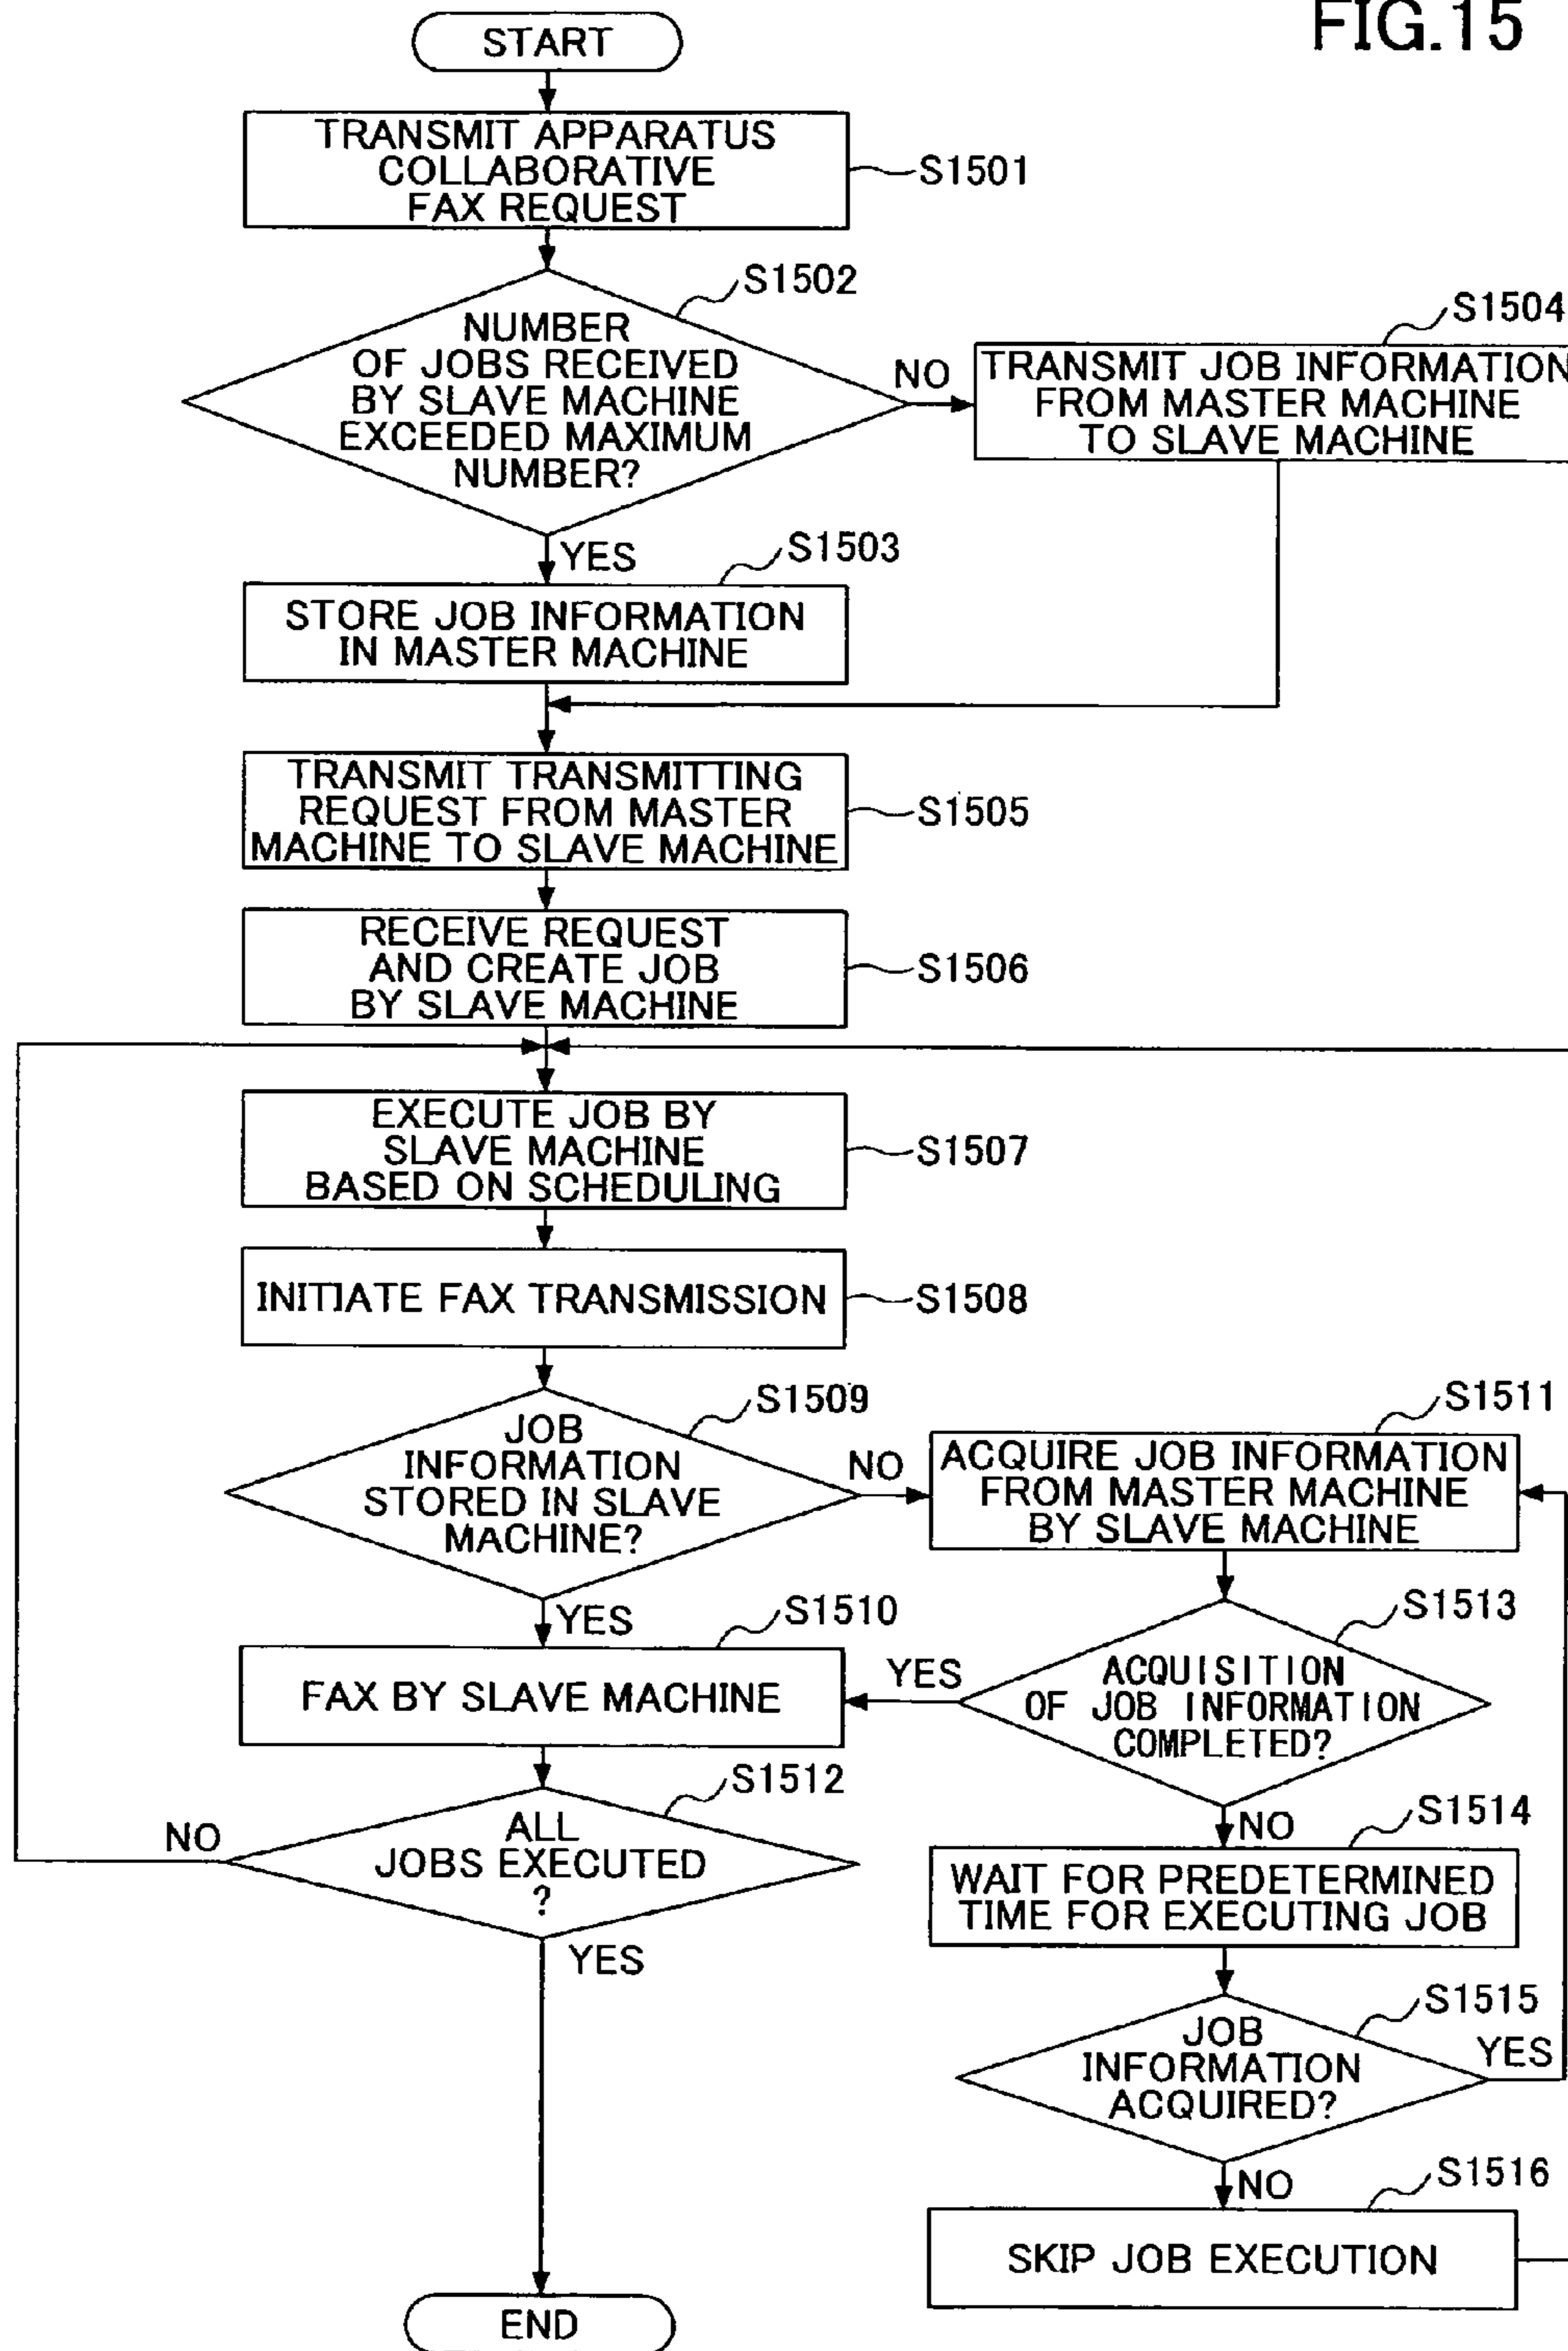 FIG.15
START
TRANSMIT APPARATUS
COLLABORATIVE
FAX REQUEST
S1501
S1502
NUMBER
OF JOBS RECEIVED
BY SLAVE MACHINE
EXCEEDED MAXIMUM
NUMBER?
NO
S1504
TRANSMIT JOB INFORMATION
FROM MASTER MACHINE
TO SLAVE MACHINE
YES
S1503
STORE JOB INFORMATION
IN MASTER MACHINE
TRANSMIT TRANSMITTING
REQUEST FROM MASTER
MACHINE TO SLAVE MACHINE
S1505
RECEIVE REQUEST
AND CREATE JOB
BY SLAVE MACHINE
S1506
EXECUTE JOB BY
SLAVE MACHINE
BASED ON SCHEDULING
S1507
INITIATE FAX TRANSMISSION
S1508
S1509
JOB
INFORMATION
STORED IN SLAVE
MACHINE?
NO
S1511
ACQUIRE JOB INFORMATION
FROM MASTER MACHINE
BY SLAVE MACHINE
YES
S1510
FAX BY SLAVE MACHINE
YES
S1513
ACQUISITION
OF JOB INFORMATION
COMPLETED?
S1512
ALL
JOBS EXECUTED
?
NO
YES
NO
S1514
WAIT FOR PREDETERMINED
TIME FOR EXECUTING JOB
S1515
JOB
INFORMATION
ACQUIRED?
YES
NO
S1516
SKIP JOB EXECUTION
END